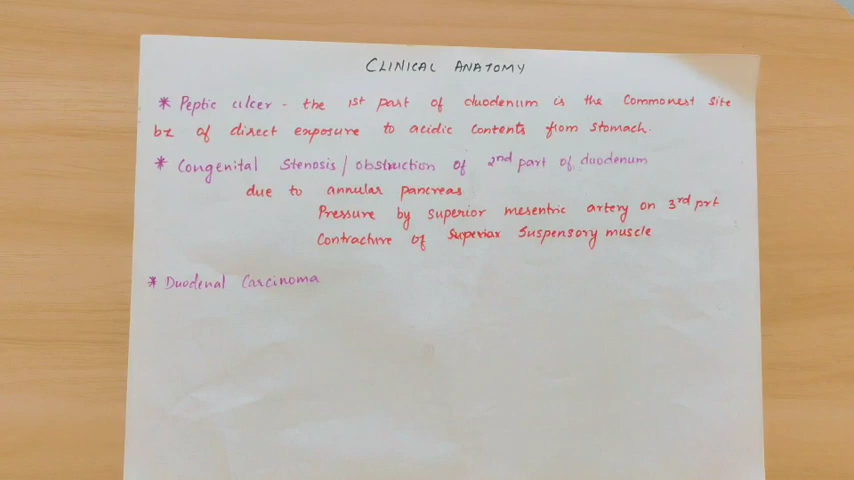 CLINICAL ANATOMY
* Peptic ulcer - the 1st part of duodenum is the commonest site
bz of direct exposure to acidic contents from stomach.
* Congenital Stenosis / obstruction of 2nd part of duodenum
due to annular pancreas
Pressure by superior mesentric artery on 3rd prt
Contracture of Superior Suspensory muscle
* Duodenal Carcinoma